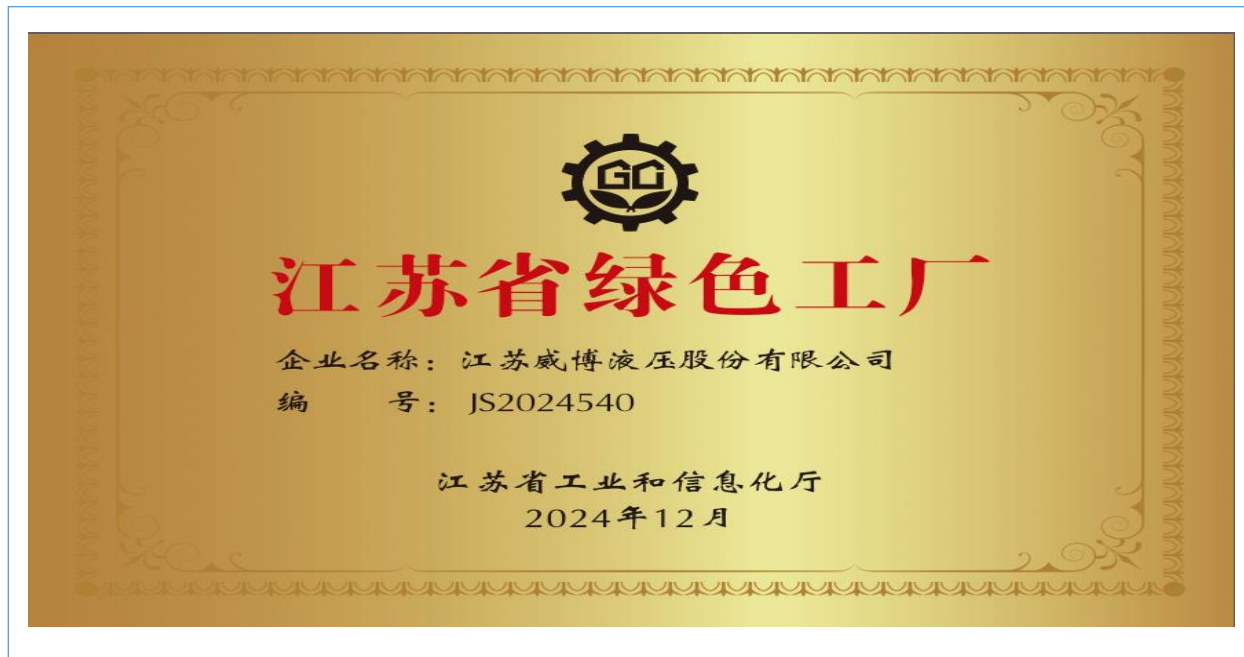 GC
江苏省绿色工厂
企业名称：江苏威博液压股份有限公司
编 号：JS2024540
江苏省工业和信息化厅
2024年12月